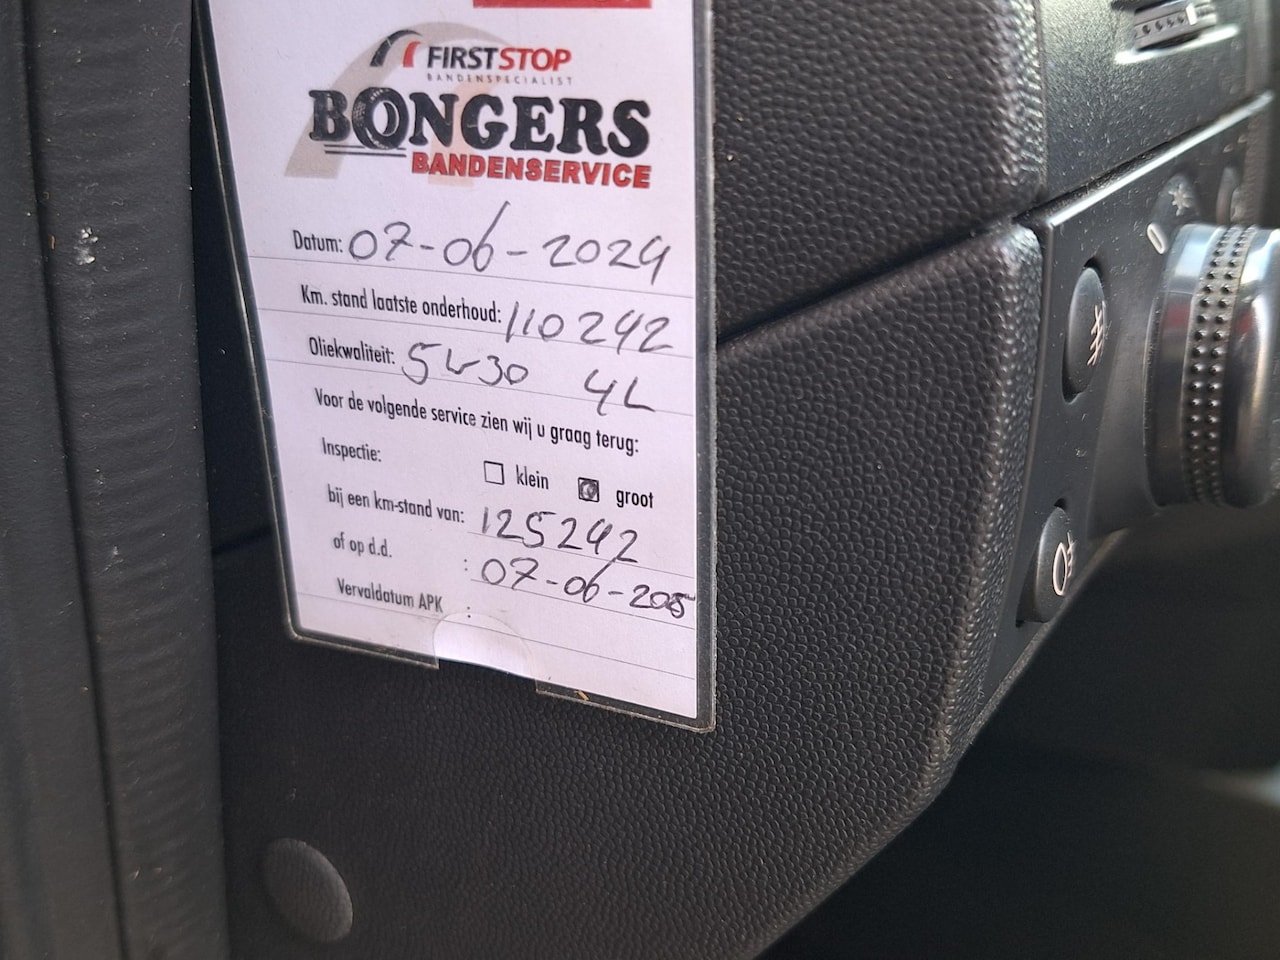 FIRSTSTOP
BANDENSPECIALIST
BONGERS
BANDENSERVICE
Datum: 07-06-2024
Km. stand laatste onderhoud: 110242
Oliekwaliteit: 5w30 4L
Voor de volgende service zien wij u graag terug:
Inspectie: klein groot
bij een km-stand van: 125242
of op d.d. : 07-06-2025
Vervaldatum APK :
0